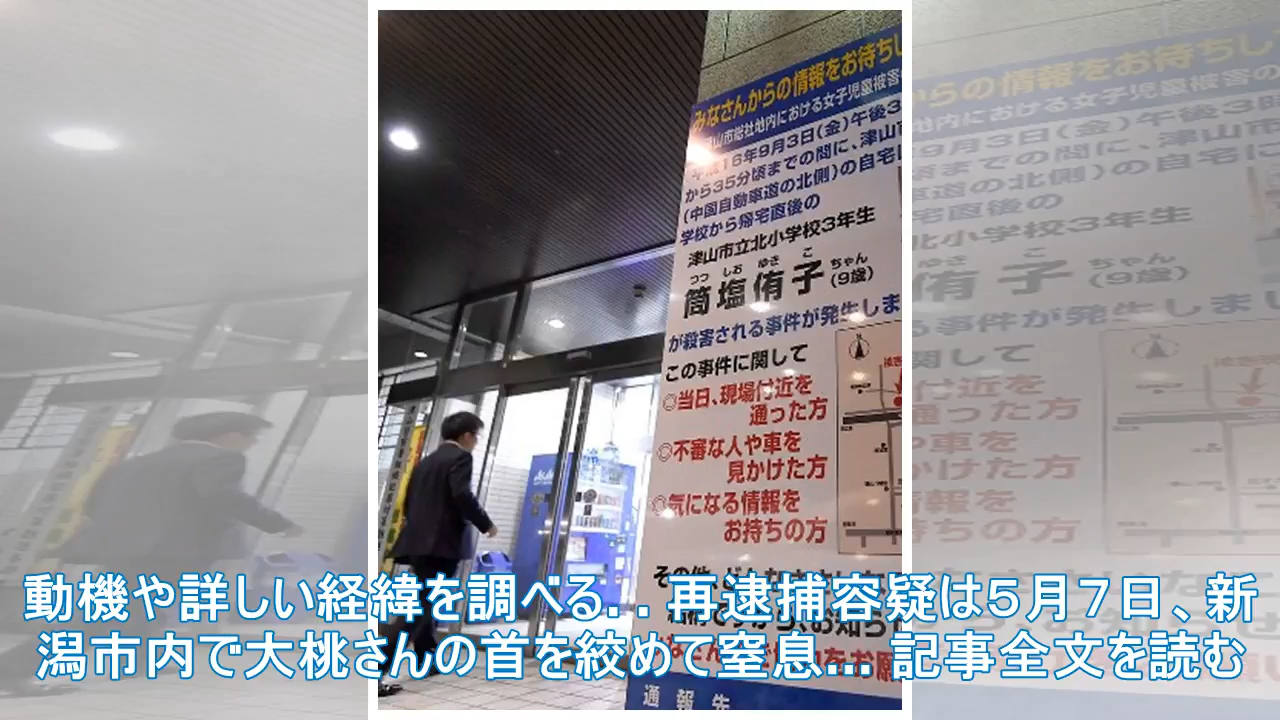 みなさんからの情報をお待ちし
山市総社地内における女子児童被害
平成16年9月3日(金)午後3
から35分頃までの間に、津山
(中国自動車道の北側)の自宅
学校から帰宅直後の
津山市立北小学校3年生
つつ しお ゆき こ ちゃん
筒塩侑子(9歳)
が殺害される事件が発生しま
この事件に関して
◎当日、現場付近を
通った方
◎不審な人や車を
見かけた方
◎気になる情報を
お持ちの方
その他、
通報先
動機や詳しい経緯を調べる. . 再逮捕容疑は5月7日、新
潟市内で大桃さんの首を絞めて窒息... 記事全文を読む